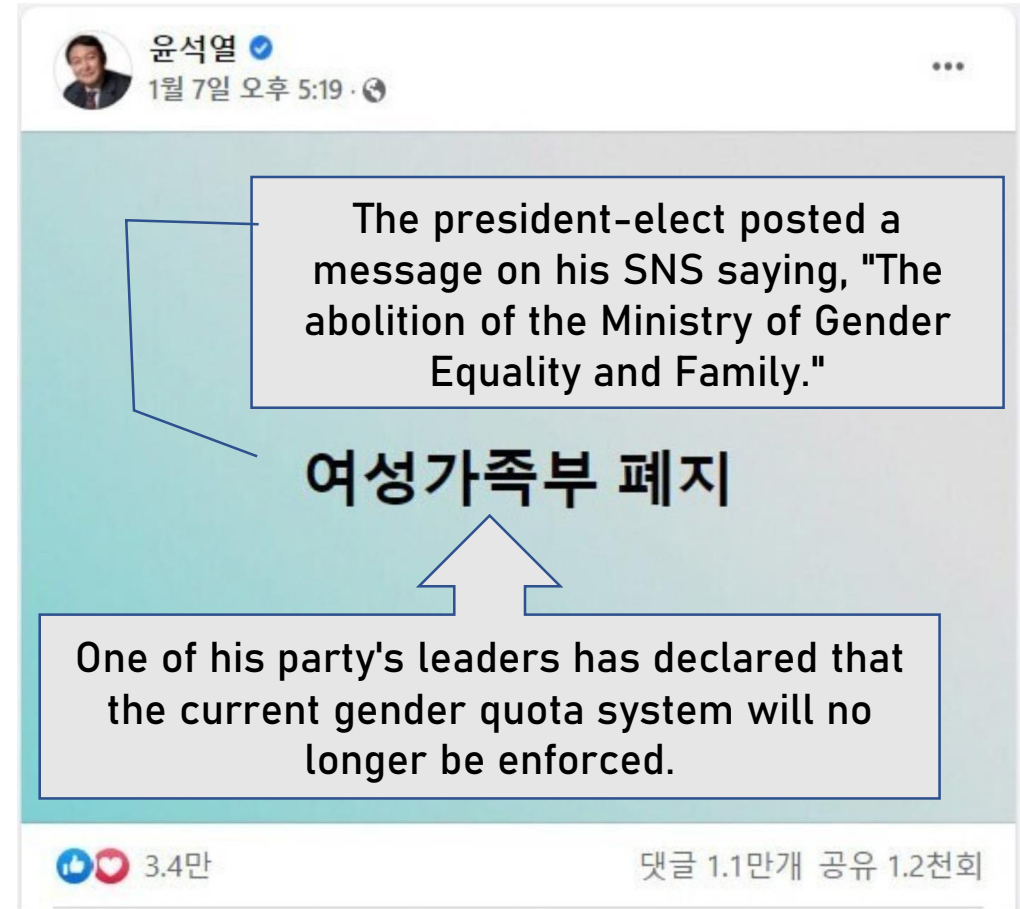 윤석열
1월 7일 오후 5:19 ·
The president-elect posted a
message on his SNS saying, "The
abolition of the Ministry of Gender
Equality and Family."
여성가족부 폐지
One of his party's leaders has declared that
the current gender quota system will no
longer be enforced.
3.4만 댓글 1.1만개 공유 1.2천회